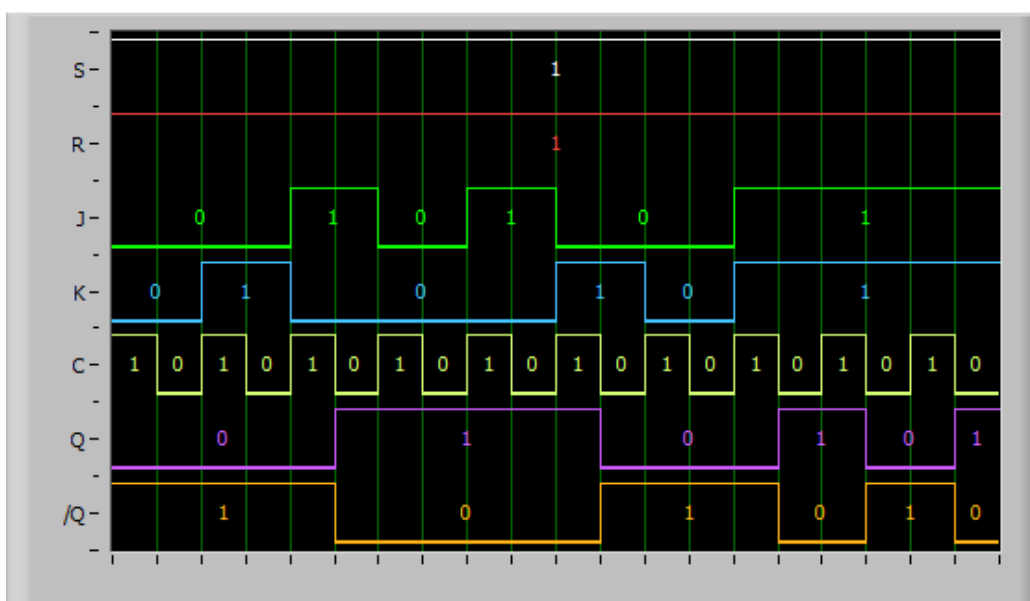 S- 1
R- 1
J- 0 1 0 1 0 1
K- 0 1 0 1 0 1
C- 1 0 1 0 1 0 1 0 1 0 1 0 1 0 1 0 1 0 1 0
Q- 0 1 0 1 0 1
/Q- 1 0 1 0 1 0